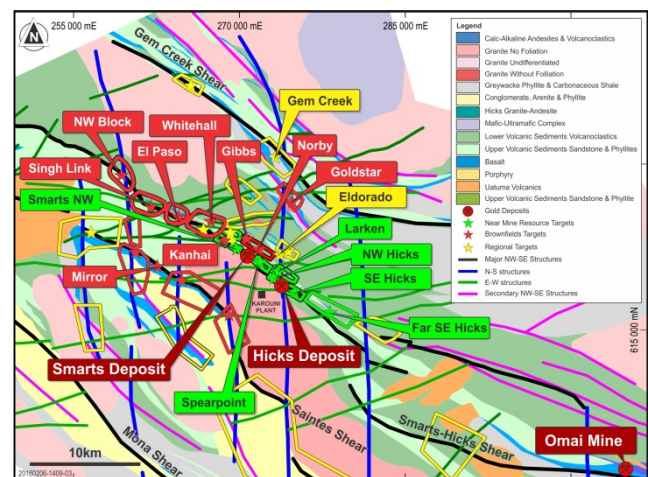 255 000 mE
270 000 mE
285 000 mE
N
Gem Creek Shear
Gem Creek
NW Block
Whitehall
Norby
El Paso
Gibbs
Singh Link
Goldstar
Smarts NW
Eldorado
Larken
NW Hicks
Kanhai
SE Hicks
Mirror
KAROUNI
PLANT
Far SE Hicks
Smarts Deposit
Hicks Deposit
615 000 mN
Spearpoint
Saintes Shear
Smarts-Hicks Shear
Mona Shear
Omai Mine
10km
20160206-1409-03
Legend
Calc-Alkaline Andesites & Volcanoclastics
Granite No Foliation
Granite Undifferentiated
Granite Without Foliation
Greywacke Phyllite & Carbonaceous Shale
Conglomerate, Arenite & Phyllite
Hicks Granite-Andesite
Mafic-Ultramafic Complex
Lower Volcanic Sediments Volcanoclastics
Upper Volcanic Sediments Sandstone & Phyllites
Basalt
Porphyry
Uatuma Volcanics
Upper Volcanic Sediments Sandstone & Phyllite
Gold Deposits
Near Mine Resource Targets
Brownfields Targets
Regional Targets
Major NW-SE Structures
N-S structures
E-W structures
Secondary NW-SE Structures